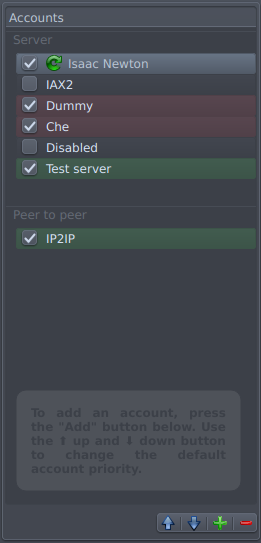 Accounts
Server
Isaac Newton
IAX2
Dummy
Che
Disabled
Test server
Peer to peer
IP2IP
To add an account, press
the "Add" button below. Use
the ⬆ up and ⬇ down button
to change the default
account priority.